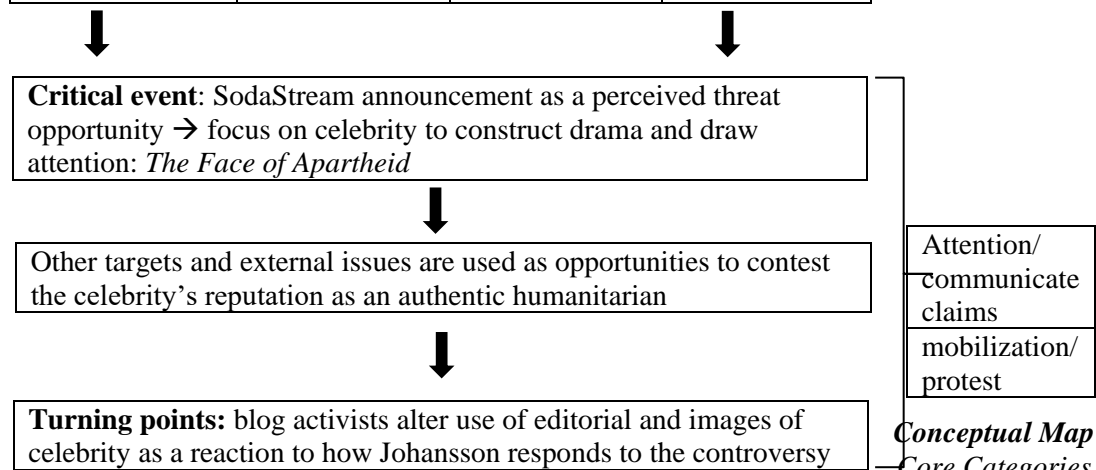 Critical event: SodaStream announcement as a perceived threat
opportunity → focus on celebrity to construct drama and draw
attention: The Face of Apartheid
Other targets and external issues are used as opportunities to contest
the celebrity's reputation as an authentic humanitarian
Attention/
communicate
claims
mobilization/
protest
Turning points: blog activists alter use of editorial and images of
celebrity as a reaction to how Johansson responds to the controversy
Conceptual Map
Core Categories